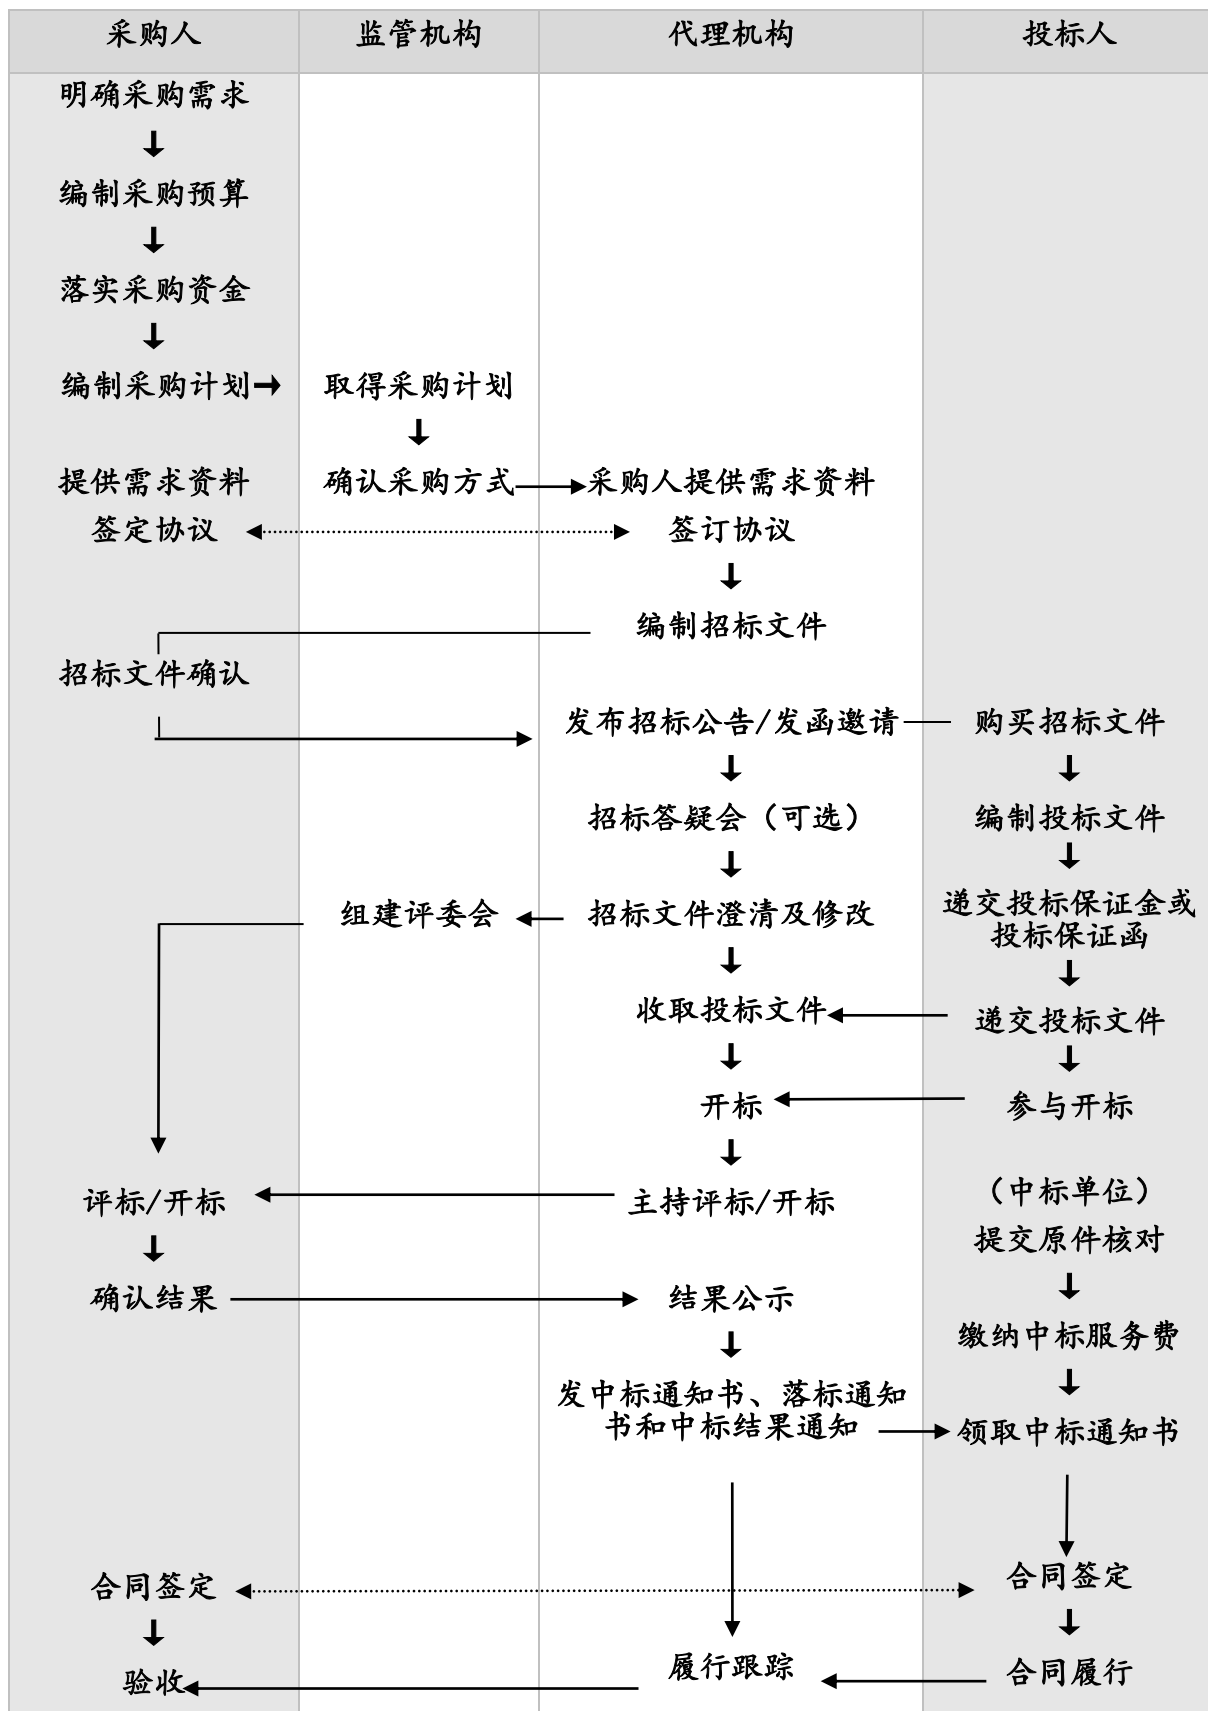 采购人 监管机构 代理机构 投标人
明确采购需求
编制采购预算
落实采购资金
编制采购计划 取得采购计划
提供需求资料 确认采购方式 采购人提供需求资料
签定协议 签订协议
编制招标文件
招标文件确认
发布招标公告/发函邀请 购买招标文件
招标答疑会（可选） 编制投标文件
组建评委会 招标文件澄清及修改 递交投标保证金或
投标保证函
收取投标文件 递交投标文件
开标 参与开标
评标/开标 主持评标/开标 （中标单位）
提交原件核对
确认结果 结果公示
缴纳中标服务费
发中标通知书、落标通知
书和中标结果通知 领取中标通知书
合同签定 合同签定
验收 履行跟踪 合同履行